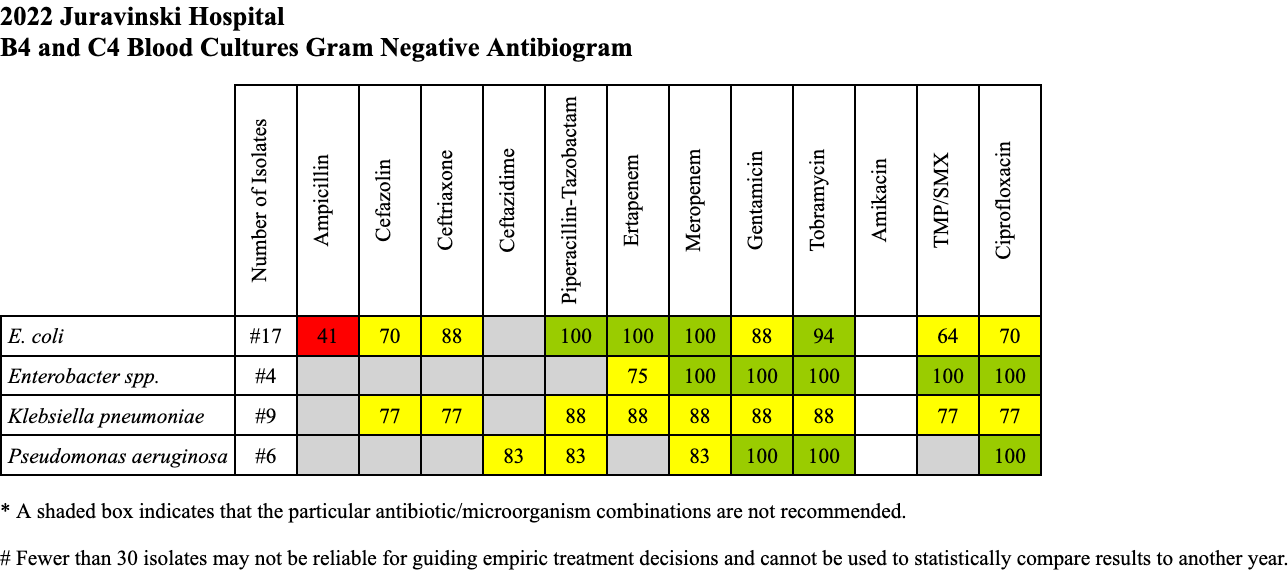 2022 Juravinski Hospital
B4 and C4 Blood Cultures Gram Negative Antibiogram
Number of Isolates Ampicillin Cefazolin Ceftriaxone Ceftazidime Piperacillin-Tazobactam Ertapenem Meropenem Gentamicin Tobramycin Amikacin TMP/SMX Ciprofloxacin
E. coli #17 41 70 88 100 100 100 88 94 64 70
Enterobacter spp. #4 75 100 100 100 100 100
Klebsiella pneumoniae #9 77 77 88 88 88 88 88 77 77
Pseudomonas aeruginosa #6 83 83 83 100 100 100
* A shaded box indicates that the particular antibiotic/microorganism combinations are not recommended.
# Fewer than 30 isolates may not be reliable for guiding empiric treatment decisions and cannot be used to statistically compare results to another year.